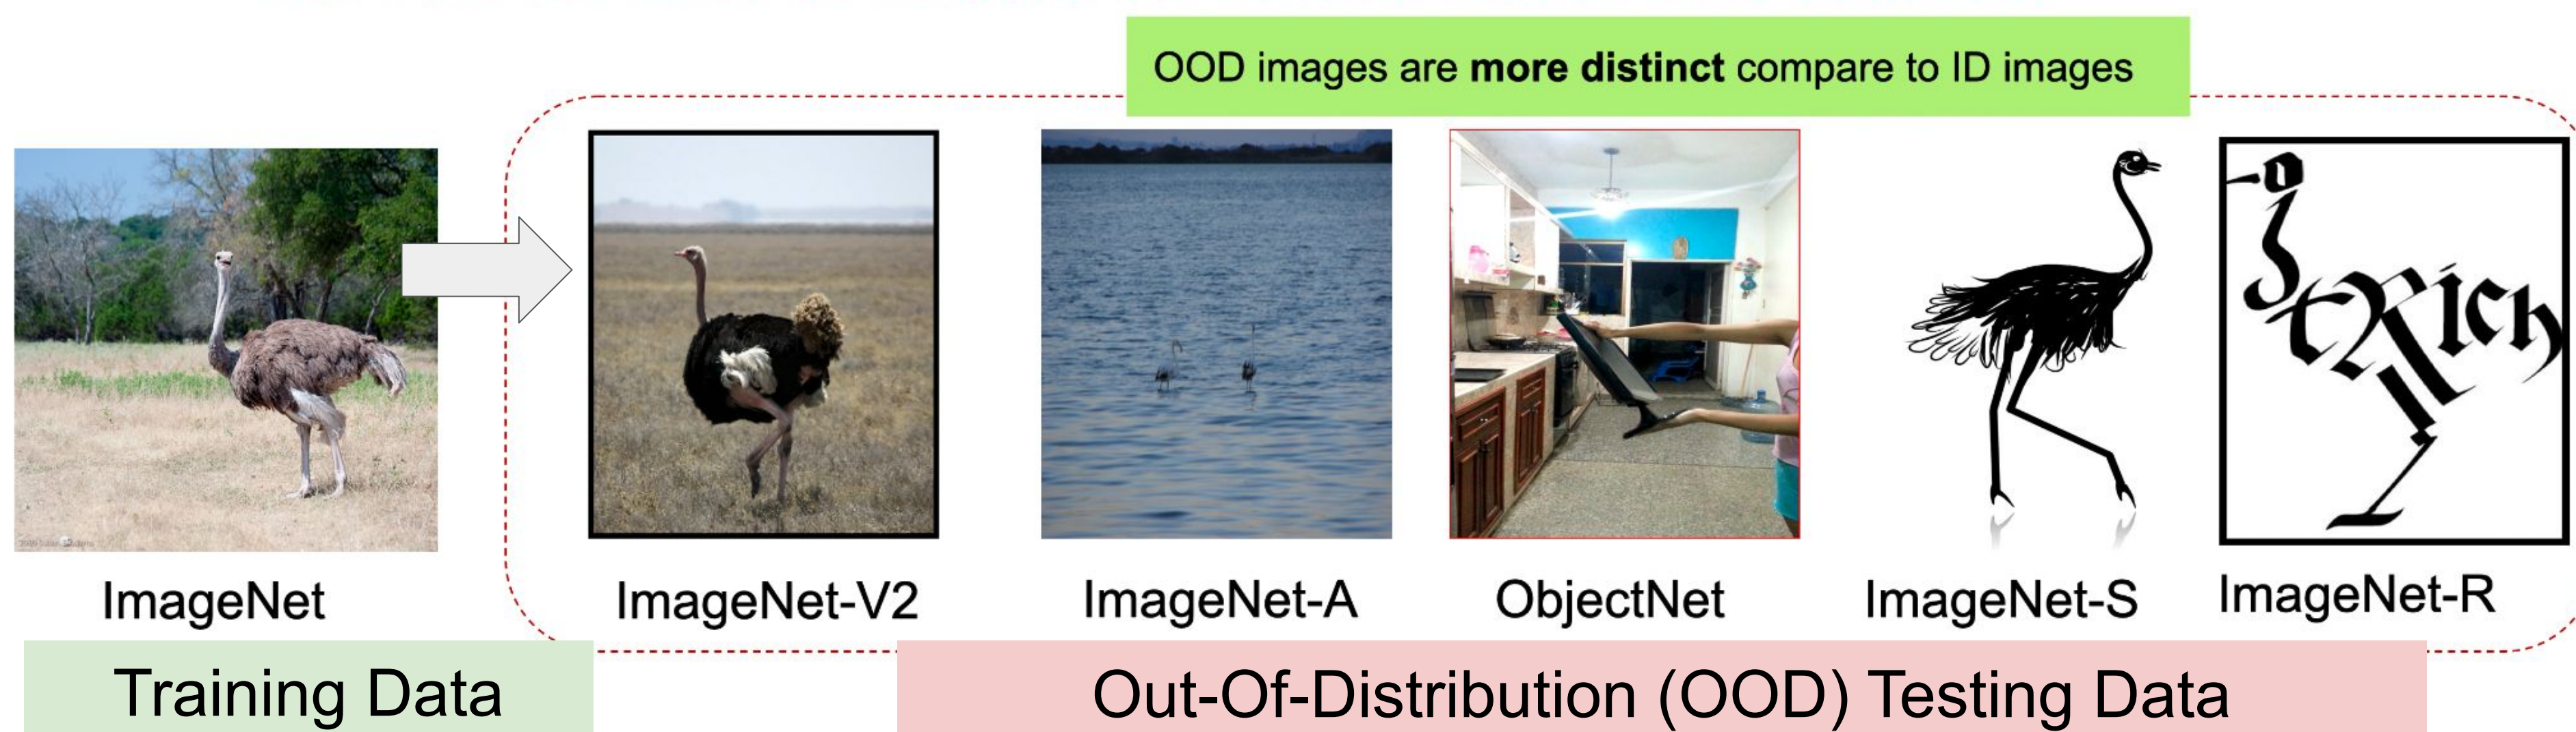 OOD images are more distinct compare to ID images
ostRich
ImageNet
ImageNet-V2
ImageNet-A
ObjectNet
ImageNet-S
ImageNet-R
Training Data
Out-Of-Distribution (OOD) Testing Data